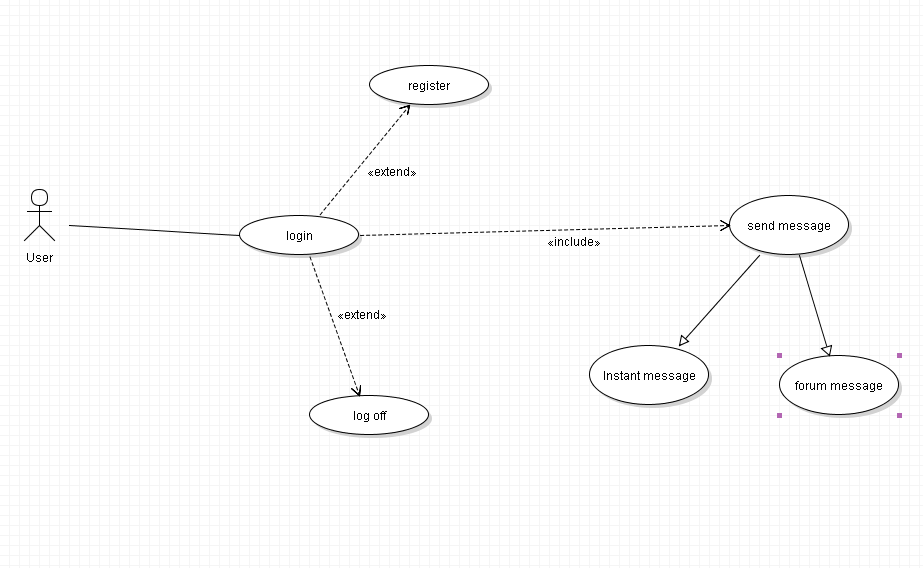 register
«extend»
User
login
«include»
send message
«extend»
Instant message
forum message
log off